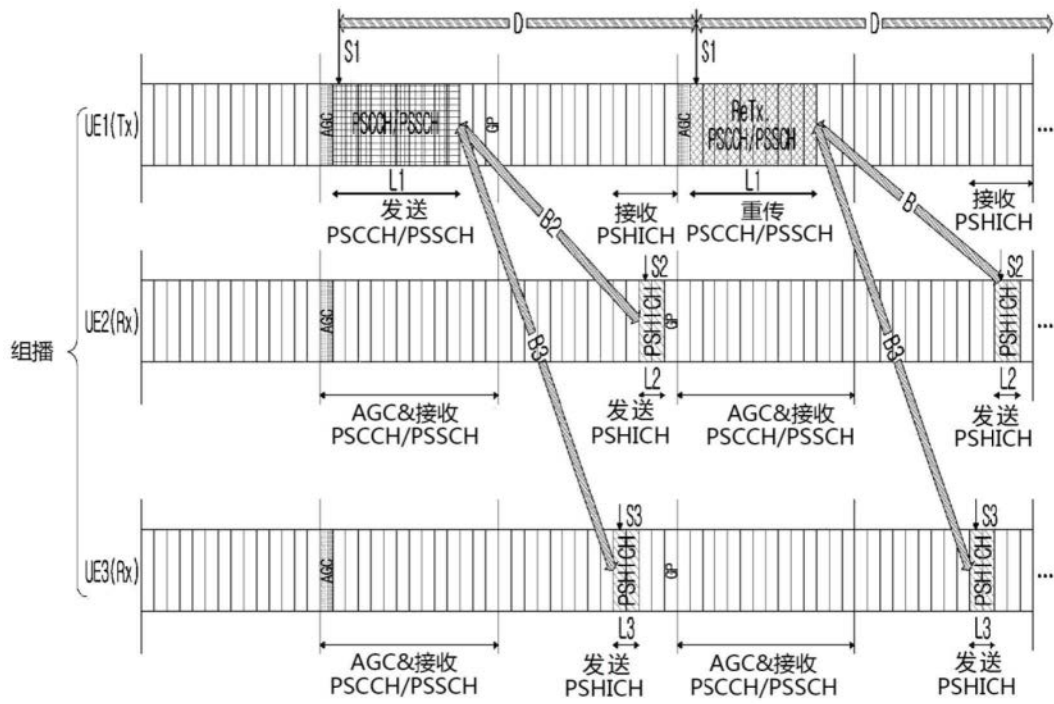 D D
S1 S1
UE1(Tx) AGC PSCCH/PSSCH GP AGC ReTx. PSCCH/PSSCH ...
L1 L1
发送 接收 重传 接收
PSCCH/PSSCH PSHICH PSCCH/PSSCH PSHICH
B2 B
S2 S2
组播
UE2(Rx) AGC PSHICH GP PSHICH ...
B3 B3
L2 L2
AGC&接收 发送 AGC&接收 发送
PSCCH/PSSCH PSHICH PSCCH/PSSCH PSHICH
S3 S3
UE3(Rx) AGC PSHICH GP PSHICH ...
L3 L3
AGC&接收 发送 AGC&接收 发送
PSCCH/PSSCH PSHICH PSCCH/PSSCH PSHICH